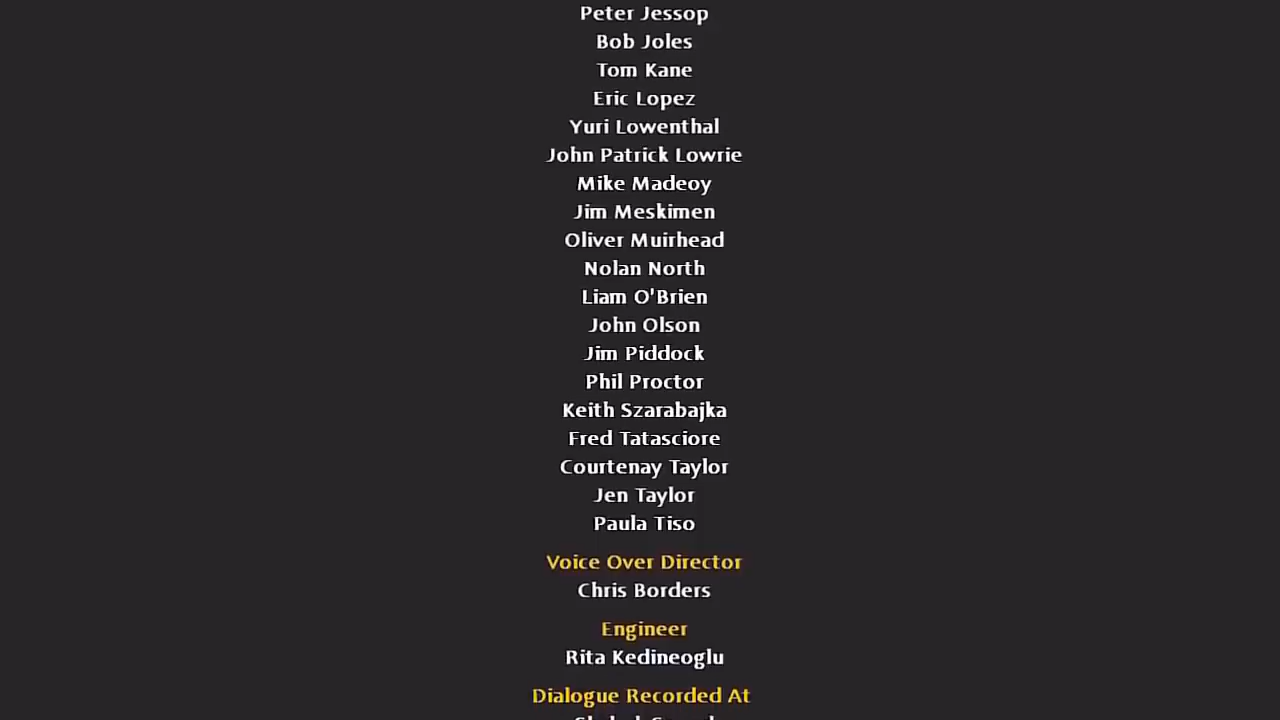 Peter Jessop
Bob Joles
Tom Kane
Eric Lopez
Yuri Lowenthal
John Patrick Lowrie
Mike Madeoy
Jim Meskimen
Oliver Muirhead
Nolan North
Liam O'Brien
John Olson
Jim Piddock
Phil Proctor
Keith Szarabajka
Fred Tatasciore
Courtenay Taylor
Jen Taylor
Paula Tiso
Voice Over Director
Chris Borders
Engineer
Rita Kedineoglu
Dialogue Recorded At